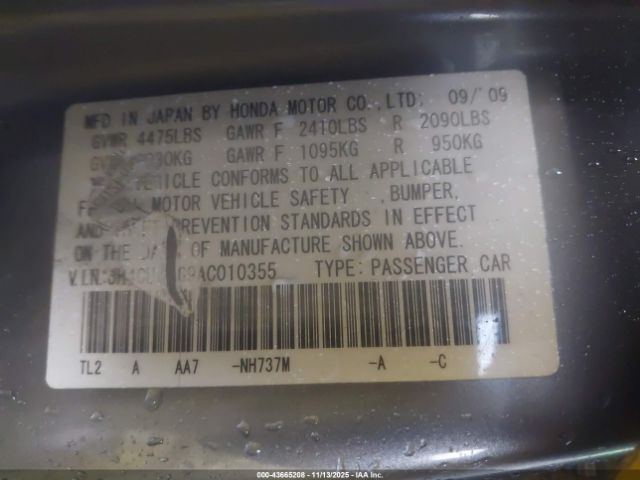 MFD IN JAPAN BY HONDA MOTOR CO.,LTD. 09/'09
GVWR 4475LBS GAWR F 2410LBS R 2090LBS
GAWR F 1095KG R 950KG
VEHICLE CONFORMS TO ALL APPLICABLE
MOTOR VEHICLE SAFETY ,BUMPER,
AND PREVENTION STANDARDS IN EFFECT
ON THE OF MANUFACTURE SHOWN ABOVE.
V.I.N: TYPE: PASSENGER CAR
TL2 A AA7 -NH737M -A -C
000-43665208 - 11/13/2025 - IAA Inc.